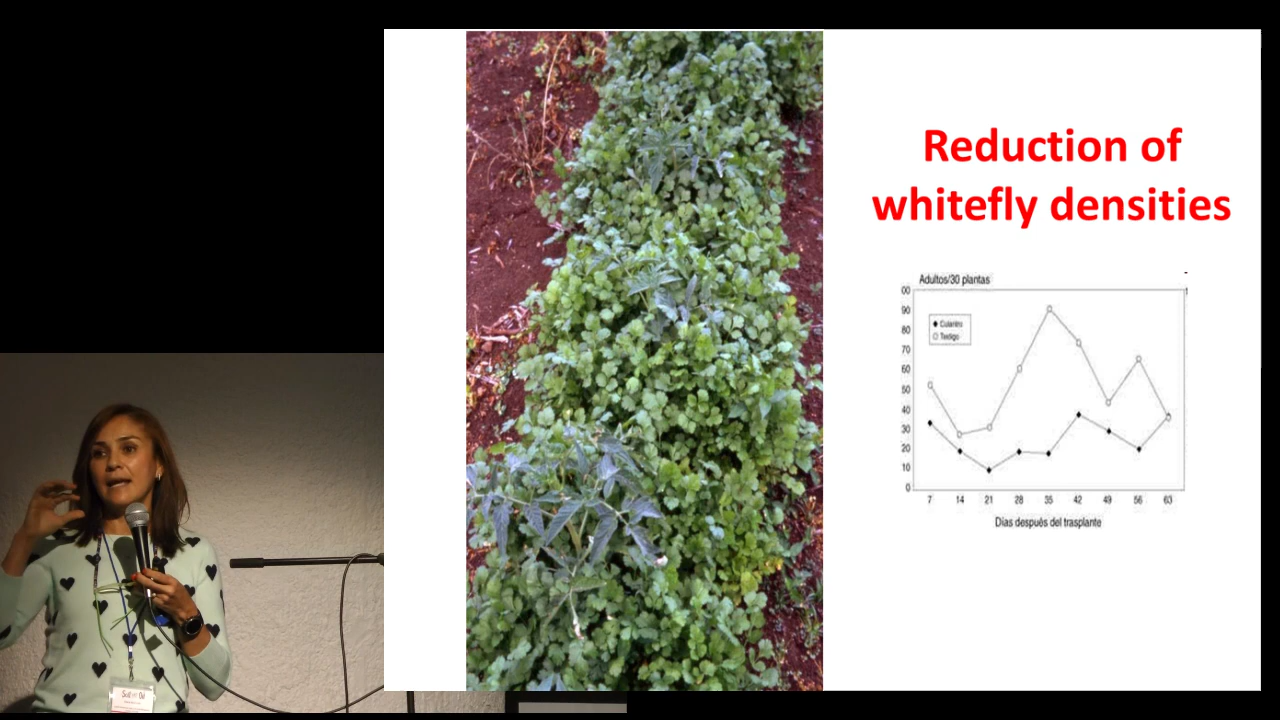 Reduction of
whitefly densities
Adultos/30 plantas
00
90
80
70
60
50
40
30
20
10
0
Culantro
Testigo
7 14 21 28 35 42 49 56 63
Días después del trasplante